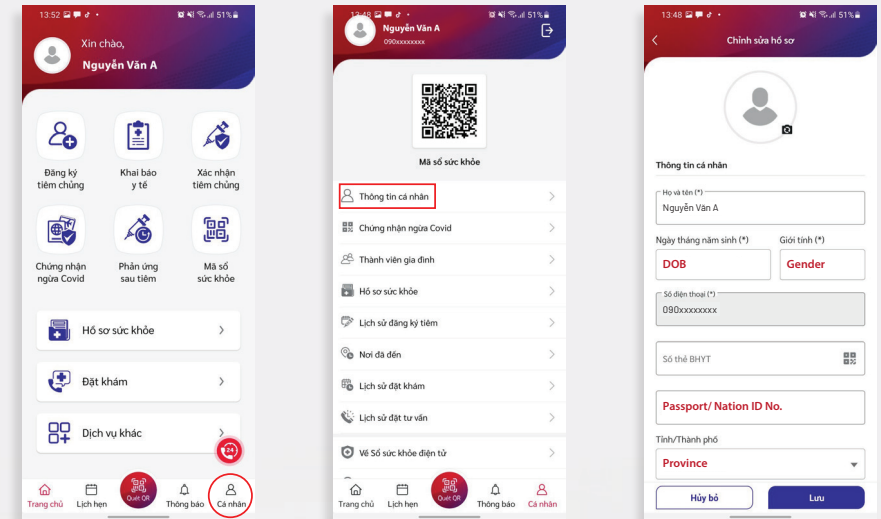 13:52
51%
Xin chào,
Nguyễn Văn A
Đăng ký
tiêm chủng
Khai báo
y tế
Xác nhận
tiêm chủng
Chứng nhận
ngừa Covid
Phản ứng
sau tiêm
Mã số
sức khỏe
Hồ sơ sức khỏe
Đặt khám
Dịch vụ khác
24
Trang chủ
Lịch hẹn
Quét QR
Thông báo
Cá nhân
13:48
51%
Nguyễn Văn A
090xxxxxxx
Mã số sức khỏe
Thông tin cá nhân
Chứng nhận ngừa Covid
Thành viên gia đình
Hồ sơ sức khỏe
Lịch sử đăng ký tiêm
Nơi đã đến
Lịch sử đặt khám
Lịch sử đặt tư vấn
Về Sổ sức khỏe điện tử
Trang chủ
Lịch hẹn
Quét QR
Thông báo
Cá nhân
13:48
51%
Chỉnh sửa hồ sơ
Thông tin cá nhân
Họ và tên (*)
Nguyễn Văn A
Ngày tháng năm sinh (*)
Giới tính (*)
DOB
Gender
Số điện thoại (*)
090xxxxxxx
Số thẻ BHYT
Passport/ Nation ID No.
Tỉnh/Thành phố
Province
Hủy bỏ
Lưu